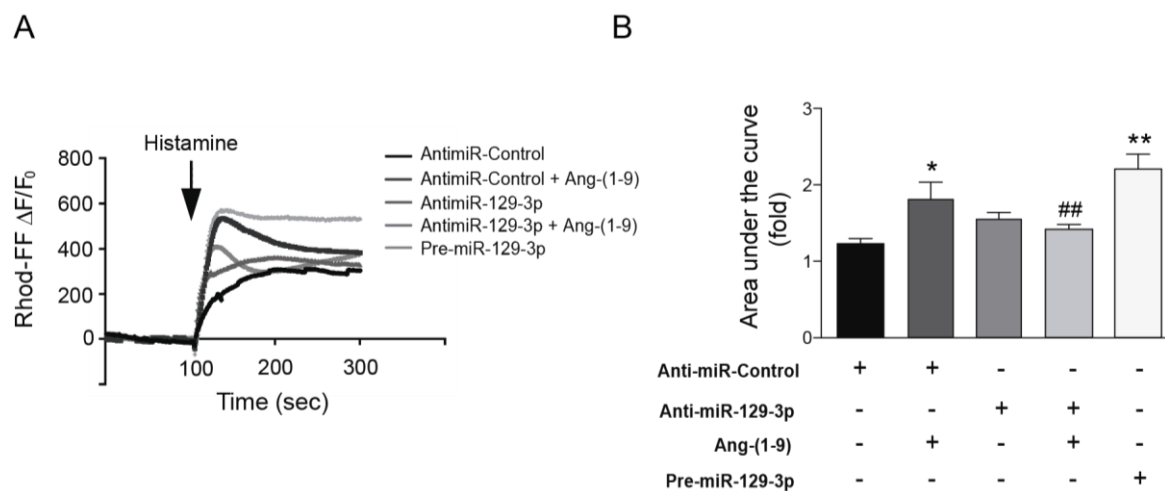 A
B
Histamine
800
600
400
200
0
100
200
300
Rhod-FF ΔF/F0
Time (sec)
AntimiR-Control
AntimiR-Control + Ang-(1-9)
AntimiR-129-3p
AntimiR-129-3p + Ang-(1-9)
Pre-miR-129-3p
Area under the curve
(fold)
3
2
1
0
*
##
**
Anti-miR-Control + + - - -
Anti-miR-129-3p - - + + -
Ang-(1-9) - + - + -
Pre-miR-129-3p - - - - +